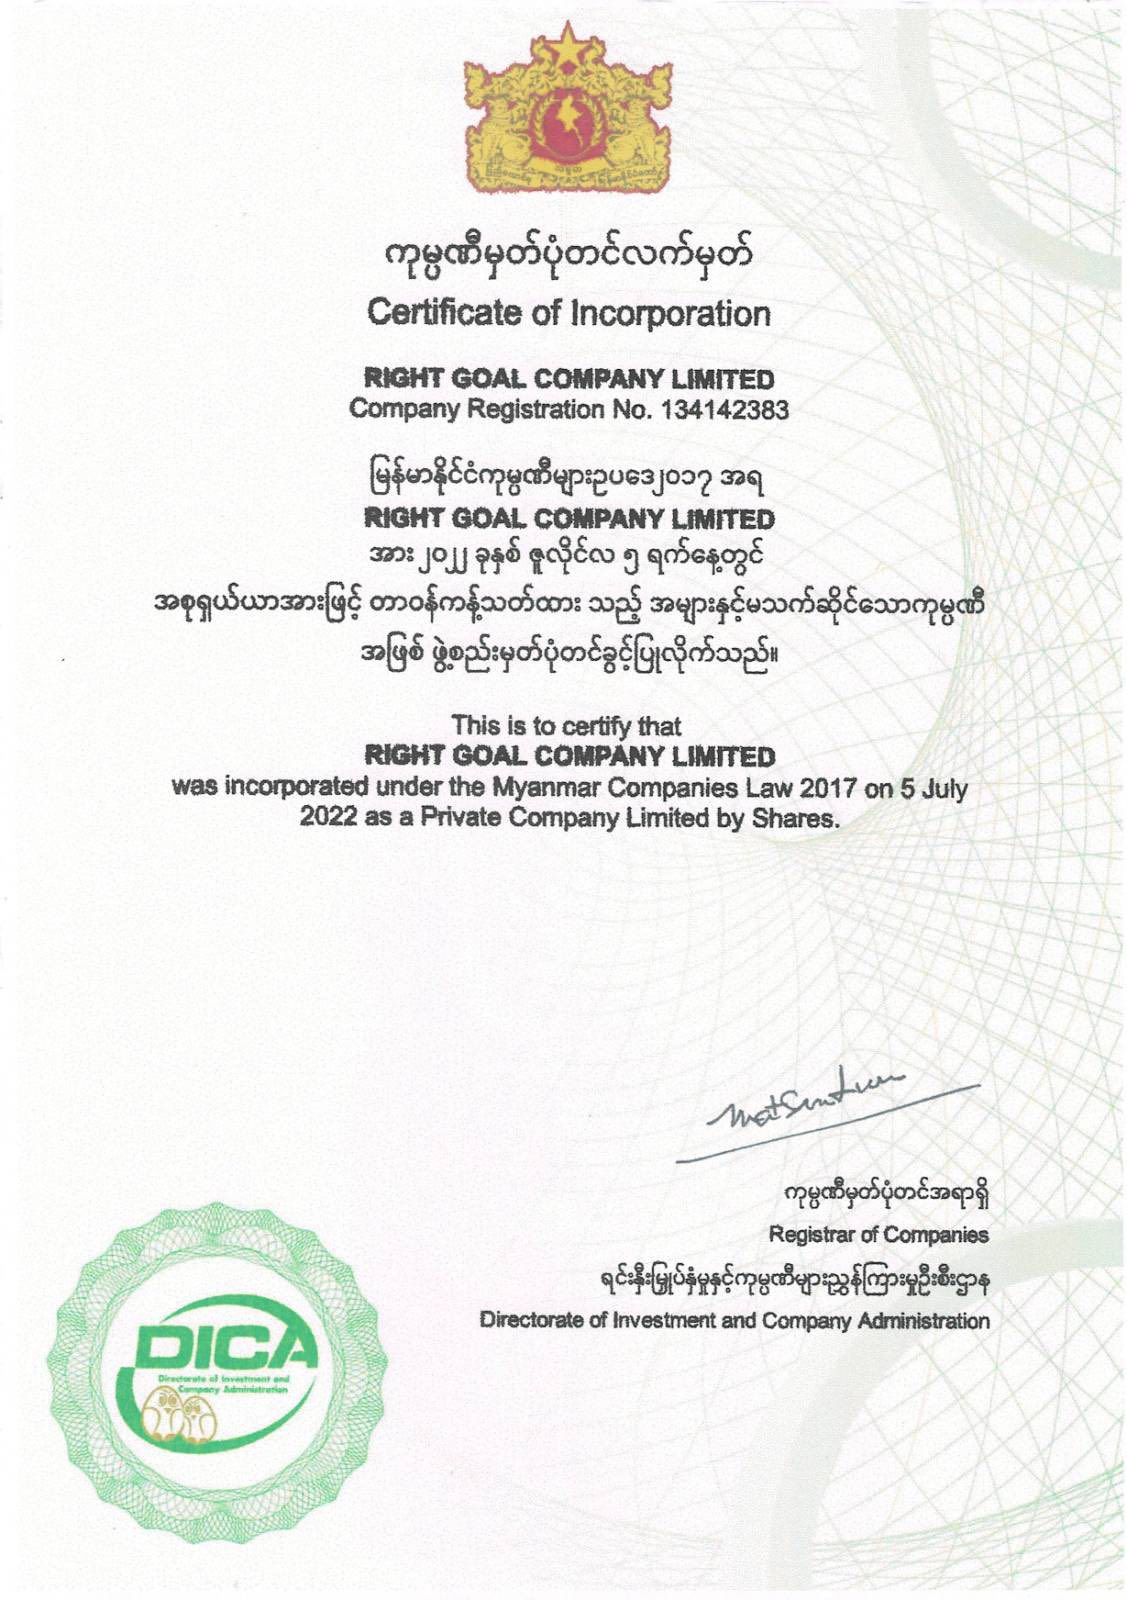 ကုမ္ပဏီမှတ်ပုံတင်လက်မှတ်
Certificate of Incorporation
RIGHT GOAL COMPANY LIMITED
Company Registration No. 134142383
မြန်မာနိုင်ငံကုမ္ပဏီများဥပဒေ၂၀၁၇ အရ
RIGHT GOAL COMPANY LIMITED
အား ၂၀၂၂ ခုနှစ် ဇူလိုင်လ ၅ ရက်နေ့တွင်
အစုရှယ်ယာအားဖြင့် တာဝန်ကန့်သတ်ထား သည့် အများနှင့်မသက်ဆိုင်သောကုမ္ပဏီ
အဖြစ် ဖွဲ့စည်းမှတ်ပုံတင်ခွင့်ပြုလိုက်သည်။
This is to certify that
RIGHT GOAL COMPANY LIMITED
was incorporated under the Myanmar Companies Law 2017 on 5 July
2022 as a Private Company Limited by Shares.
ကုမ္ပဏီမှတ်ပုံတင်အရာရှိ
Registrar of Companies
ရင်းနှီးမြှုပ်နှံမှုနှင့်ကုမ္ပဏီများညွှန်ကြားမှုဦးစီးဌာန
Directorate of Investment and Company Administration
DICA
Directorate of Investment and
Company Administration